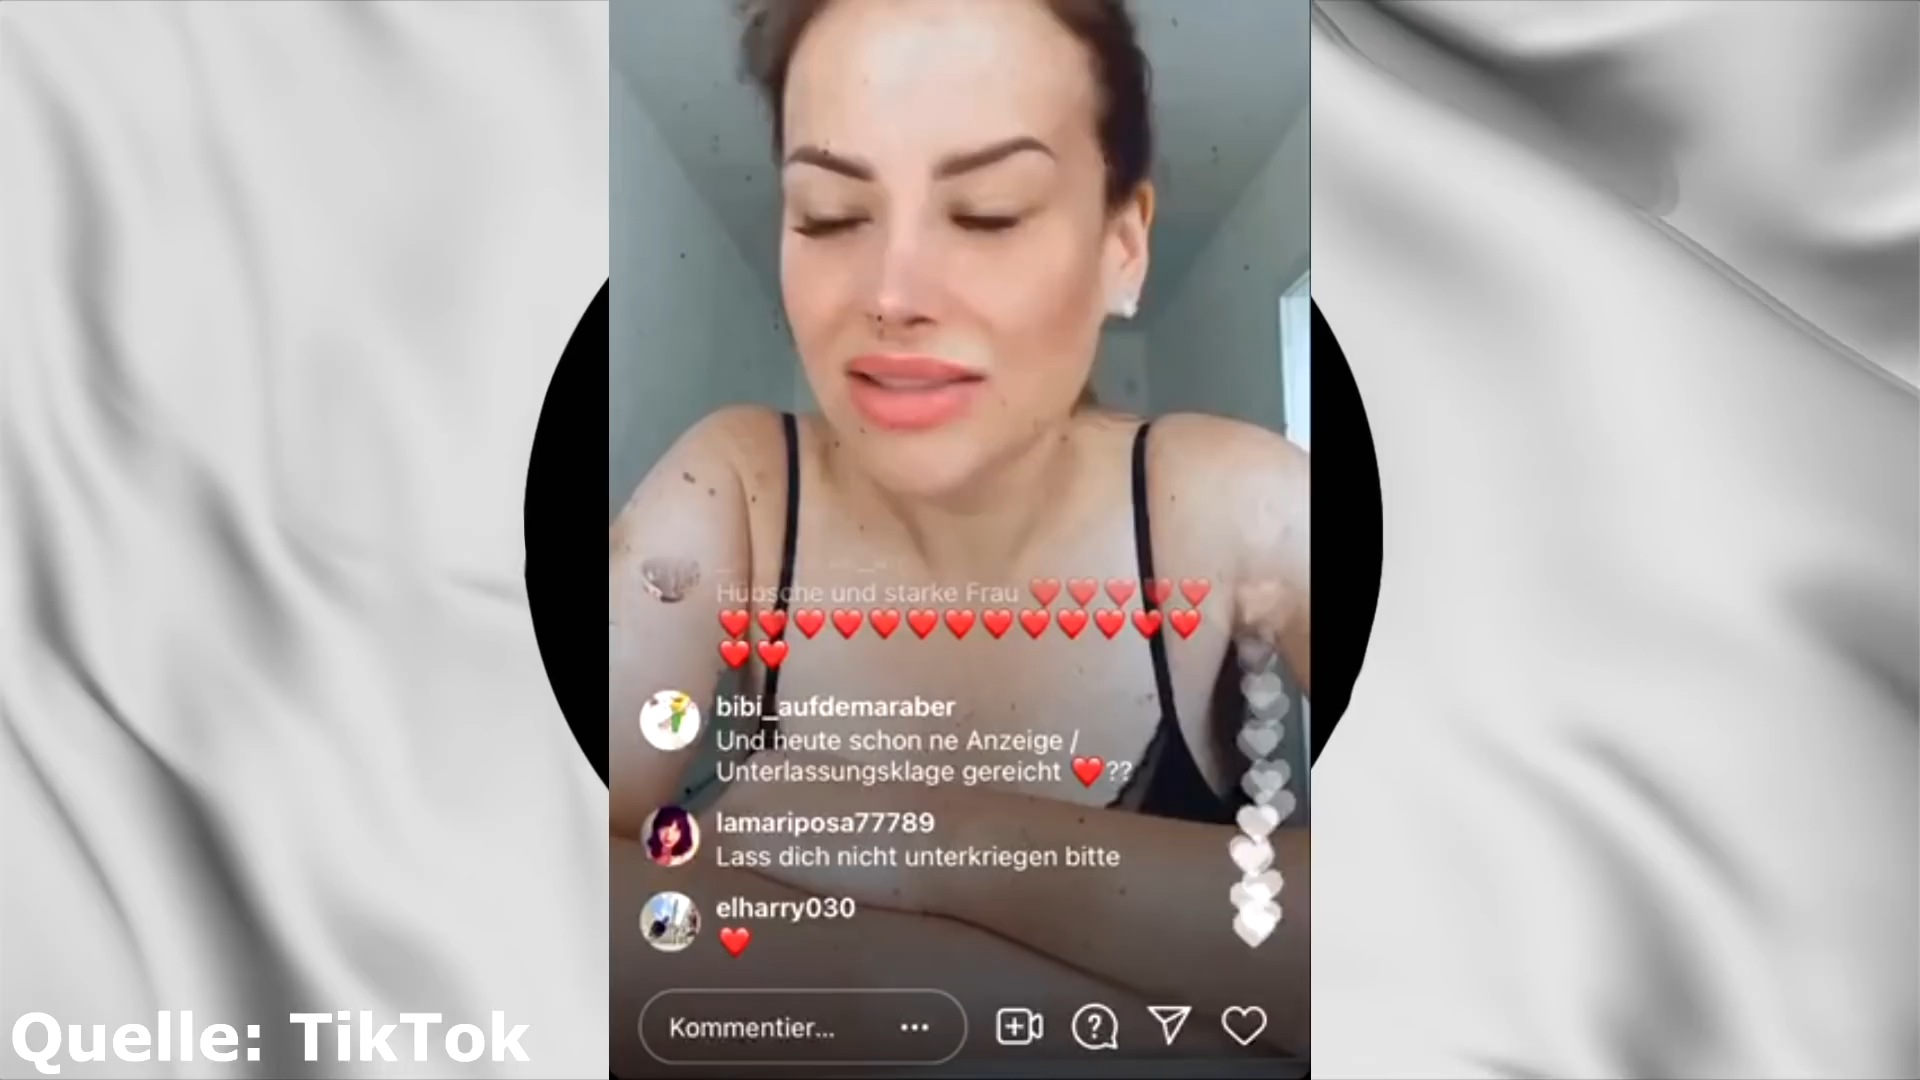 Hübsche und starke Frau ❤️❤️❤️❤️❤️
❤️❤️❤️❤️❤️❤️❤️❤️❤️❤️❤️❤️❤️
❤️❤️
bibi_aufdemaraber
Und heute schon ne Anzeige /
Unterlassungsklage gereicht ❤️??
lamariposa77789
Lass dich nicht unterkriegen bitte
elharry030
❤️
Kommentier... ...
Quelle: TikTok